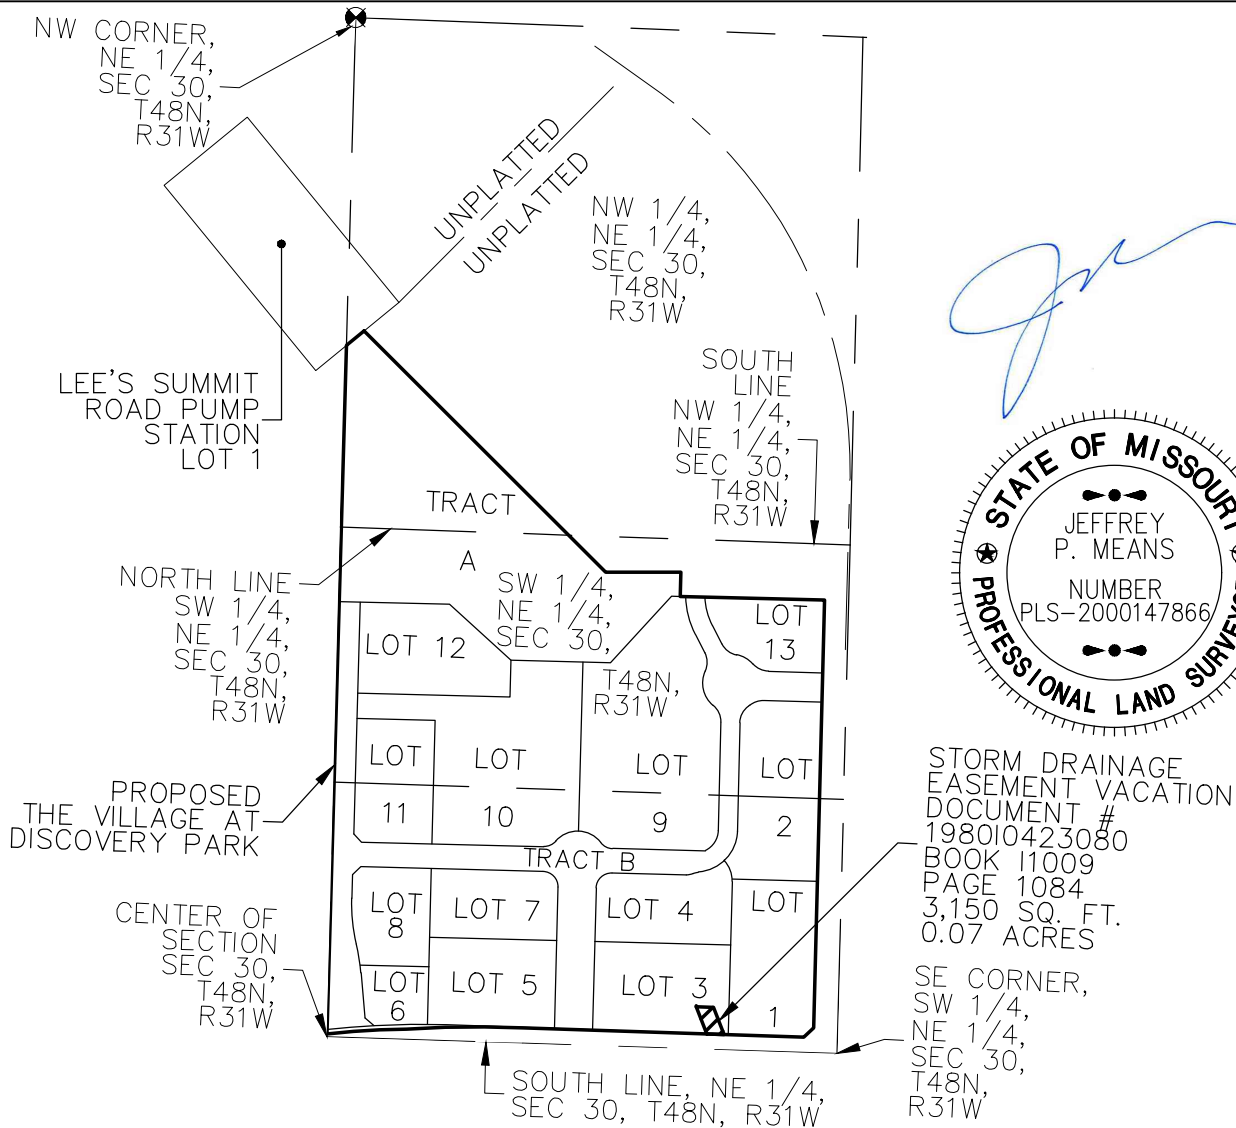 NW CORNER,
NE 1/4,
SEC 30,
T48N,
R31W
UNPLATTED
UNPLATTED
NW 1/4,
NE 1/4,
SEC 30,
T48N,
R31W
LEE'S SUMMIT
ROAD PUMP
STATION
LOT 1
SOUTH
LINE
NW 1/4,
NE 1/4,
SEC 30,
T48N,
R31W
STATE OF MISSOURI
JEFFREY
P. MEANS
NUMBER
PLS-2000147866
PROFESSIONAL LAND
TRACT
A
NORTH LINE
SW 1/4,
NE 1/4,
SEC 30,
T48N,
R31W
SW 1/4,
NE 1/4,
SEC 30,
T48N,
R31W
LOT
13
LOT 12
LOT
11
LOT
10
LOT
9
LOT
2
PROPOSED
THE VILLAGE AT
DISCOVERY PARK
TRACT B
STORM DRAINAGE
EASEMENT VACATION
DOCUMENT #
1980I0423080
BOOK I1009
PAGE 1084
3,150 SQ. FT.
0.07 ACRES
LOT
8
LOT 7
LOT 4
LOT
1
CENTER OF
SECTION
SEC 30,
T48N,
R31W
LOT
6
LOT 5
LOT 3
SE CORNER,
SW 1/4,
NE 1/4,
SEC 30,
T48N,
R31W
SOUTH LINE, NE 1/4,
SEC 30, T48N, R31W